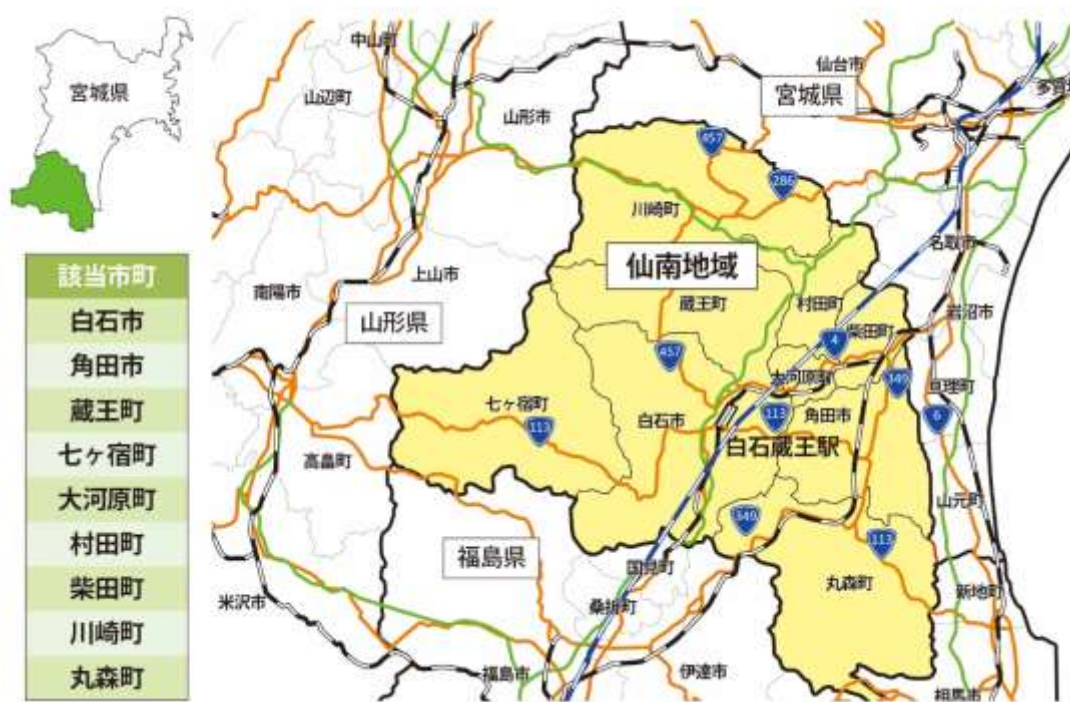 宮城県
該当市町
白石市
角田市
蔵王町
七ヶ宿町
大河原町
村田町
柴田町
川崎町
丸森町
中山町
仙台市
宮城県
多賀城
山辺町
山形市
457
286
川崎町
名取市
仙南地域
上山市
南陽市
蔵王町
村田町
岩沼市
山形県
柴田町
4
457
大河原町
349
亘理町
七ヶ宿町
白石市
113
角田市
6
113
白石蔵王駅
高畠町
山元町
349
113
福島県
国見町
丸森町
新地町
米沢市
桑折町
福島市
伊達市
相馬市